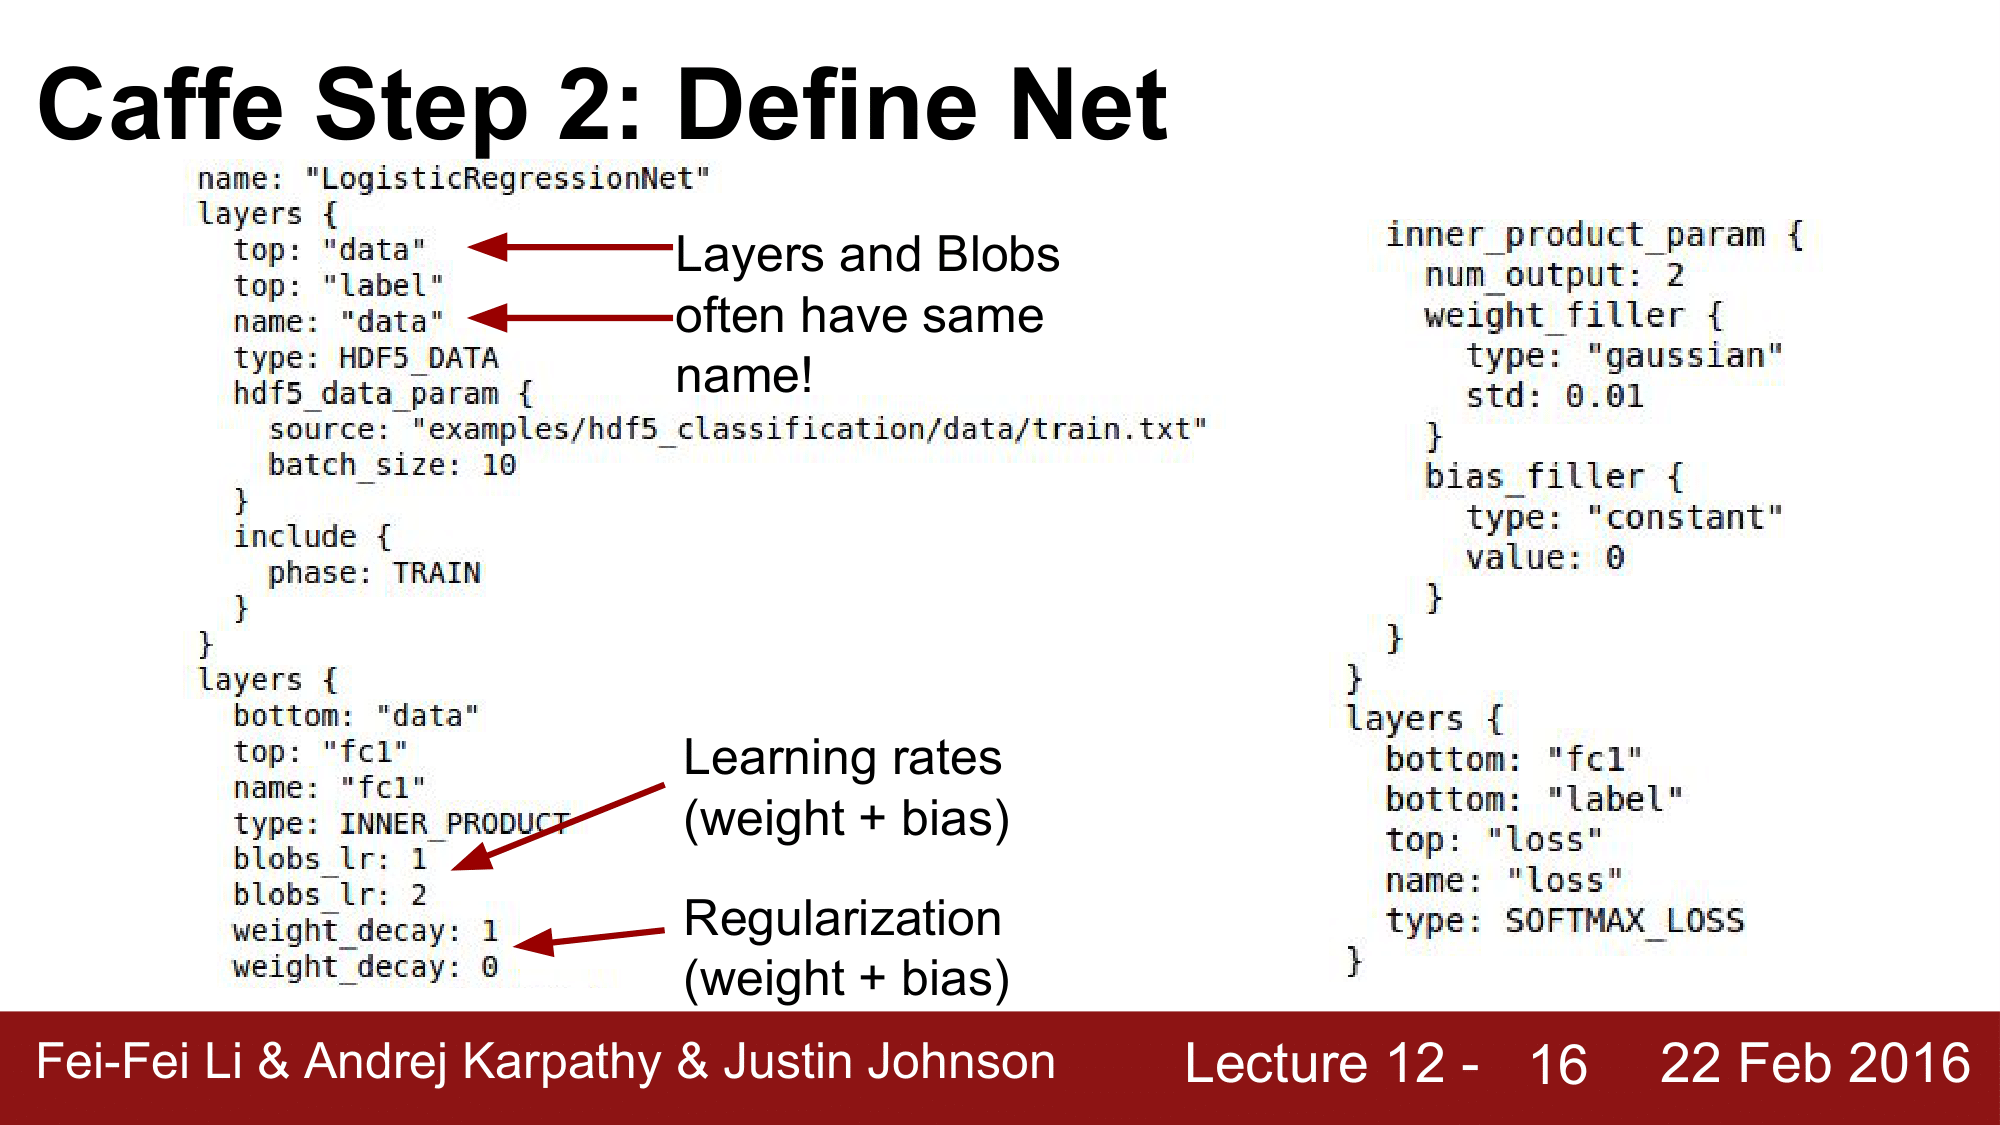 Caffe Step 2: Define Net
name: "LogisticRegressionNet"
layers {
  top: "data"
  top: "label"
  name: "data"
  type: HDF5_DATA
  hdf5_data_param {
    source: "examples/hdf5_classification/data/train.txt"
    batch_size: 10
  }
  include {
    phase: TRAIN
  }
}
layers {
  bottom: "data"
  top: "fc1"
  name: "fc1"
  type: INNER_PRODUCT
  blobs_lr: 1
  blobs_lr: 2
  weight_decay: 1
  weight_decay: 0
Layers and Blobs
often have same
name!
Learning rates
(weight + bias)
Regularization
(weight + bias)
  inner_product_param {
    num_output: 2
    weight_filler {
      type: "gaussian"
      std: 0.01
    }
    bias_filler {
      type: "constant"
      value: 0
    }
  }
}
layers {
  bottom: "fc1"
  bottom: "label"
  top: "loss"
  name: "loss"
  type: SOFTMAX_LOSS
}
Fei-Fei Li & Andrej Karpathy & Justin Johnson Lecture 12 - 16 22 Feb 2016